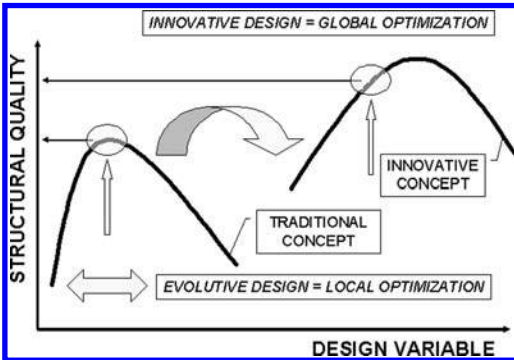 INNOVATIVE DESIGN = GLOBAL OPTIMIZATION
STRUCTURAL QUALITY
INNOVATIVE
CONCEPT
TRADITIONAL
CONCEPT
EVOLUTIVE DESIGN = LOCAL OPTIMIZATION
DESIGN VARIABLE